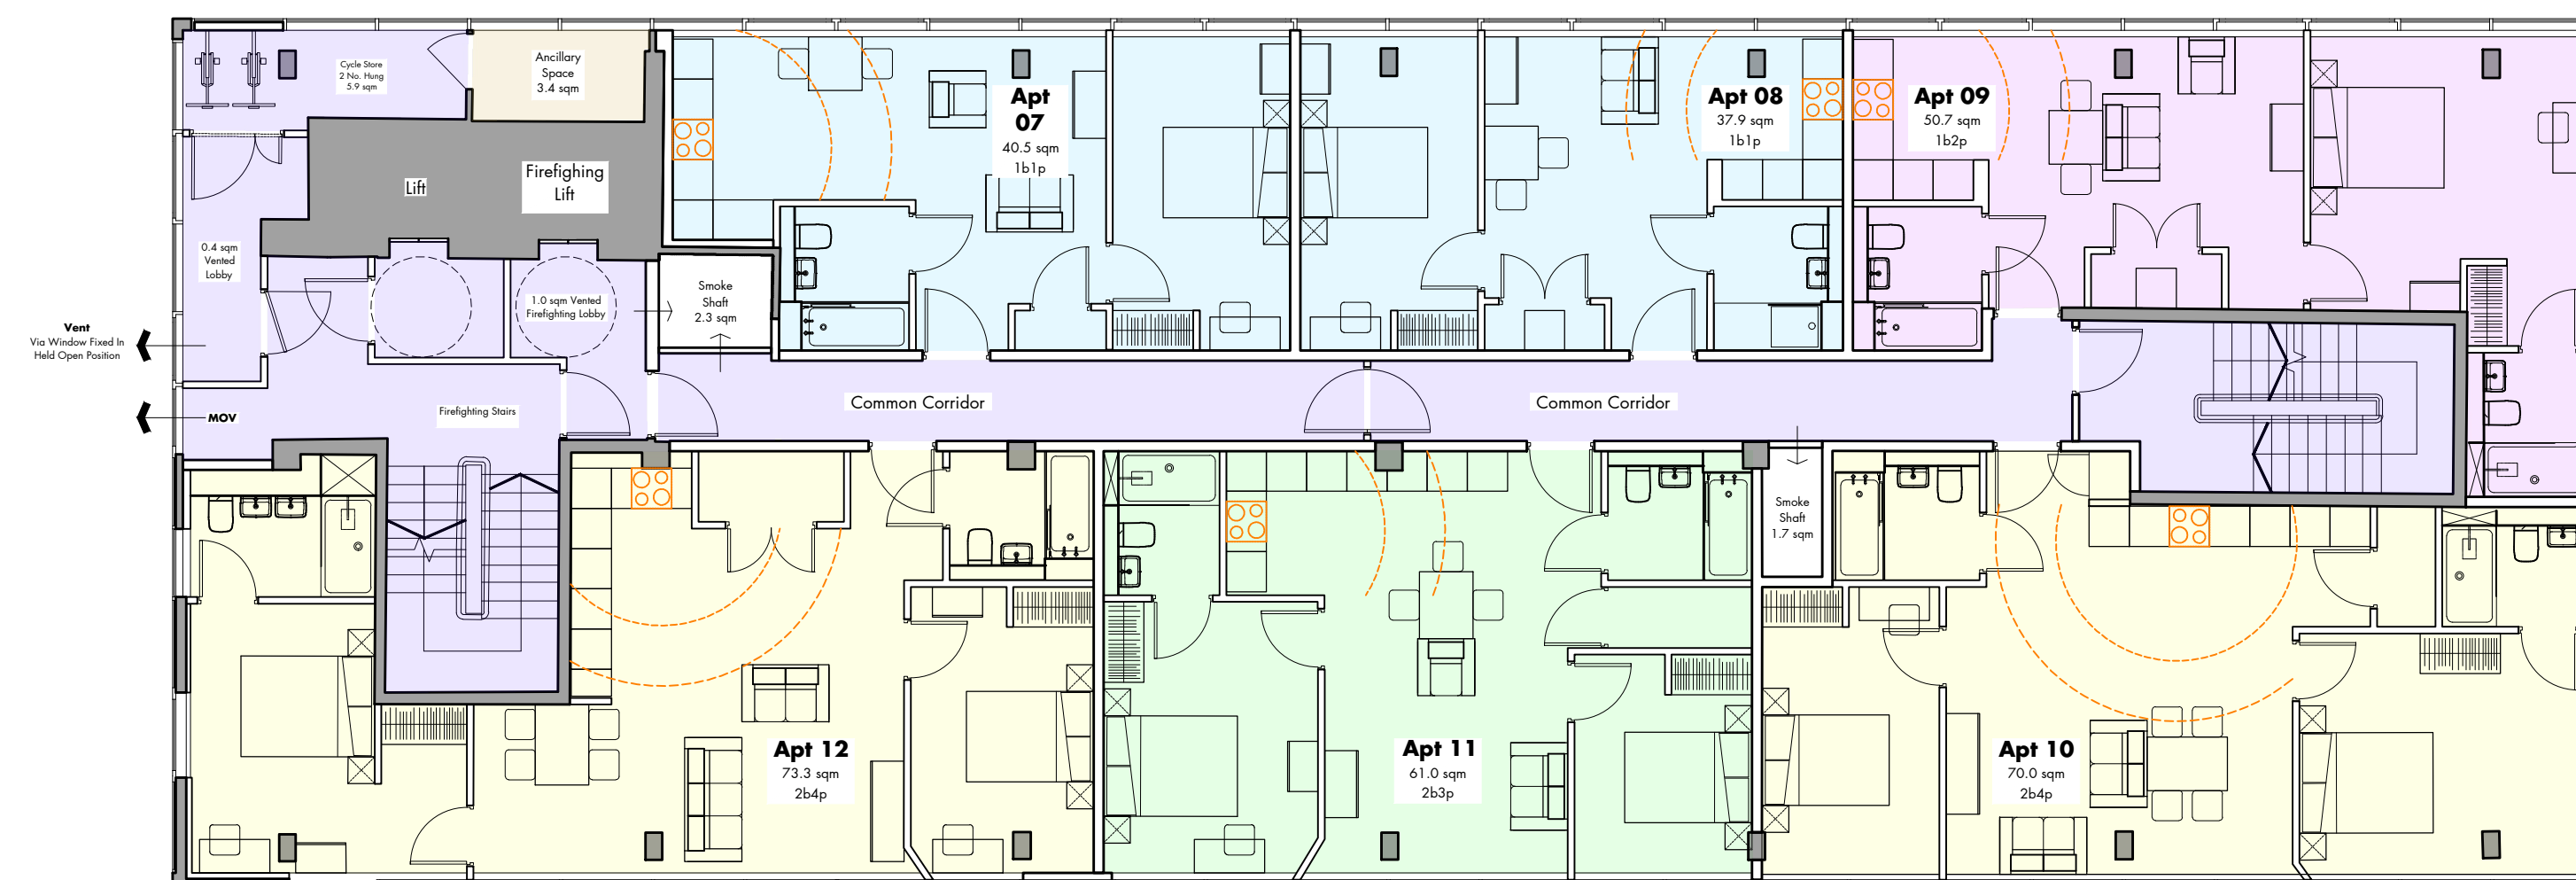 Cycle Store
2 No. Hung
5.9 sqm
Ancillary
Space
3.4 sqm
Apt
07
40.5 sqm
1b1p
Apt 08
37.9 sqm
1b1p
Apt 09
50.7 sqm
1b2p
Lift
Firefighing
Lift
0.4 sqm
Vented
Lobby
1.0 sqm Vented
Firefighting Lobby
Smoke
Shaft
2.3 sqm
Vent
Via Window Fixed In
Held Open Position
MOV
Firefighting Stairs
Common Corridor
Common Corridor
Smoke
Shaft
1.7 sqm
Apt 12
73.3 sqm
2b4p
Apt 11
61.0 sqm
2b3p
Apt 10
70.0 sqm
2b4p